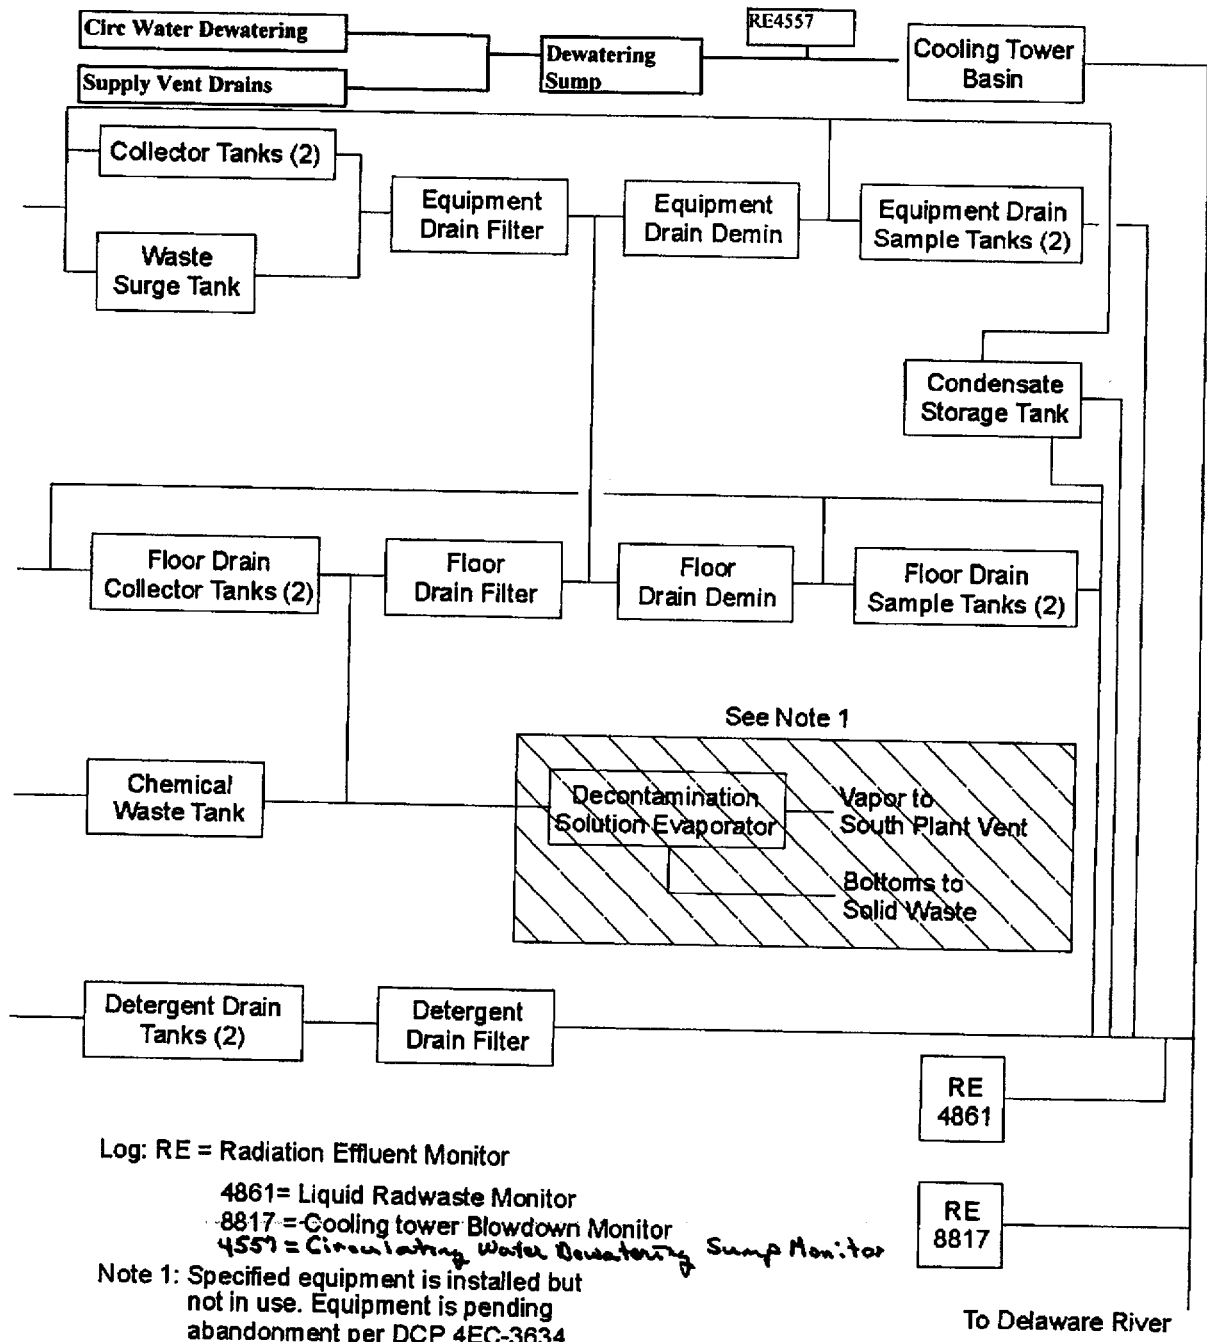 RE4557
Circ Water Dewatering
Supply Vent Drains
Dewatering
Sump
Cooling Tower
Basin
Collector Tanks (2)
Waste
Surge Tank
Equipment
Drain Filter
Equipment
Drain Demin
Equipment Drain
Sample Tanks (2)
Condensate
Storage Tank
Floor Drain
Collector Tanks (2)
Floor
Drain Filter
Floor
Drain Demin
Floor Drain
Sample Tanks (2)
See Note 1
Chemical
Waste Tank
Decontamination
Solution Evaporator
Vapor to
South Plant Vent
Bottoms to
Solid Waste
Detergent Drain
Tanks (2)
Detergent
Drain Filter
RE
4861
RE
8817
Log: RE = Radiation Effluent Monitor
4861= Liquid Radwaste Monitor
8817 = Cooling tower Blowdown Monitor
4557 = Circulating Water Dewatering Sump Monitor
Note 1: Specified equipment is installed but
not in use. Equipment is pending
abandonment per DCP 4EC-3634
To Delaware River